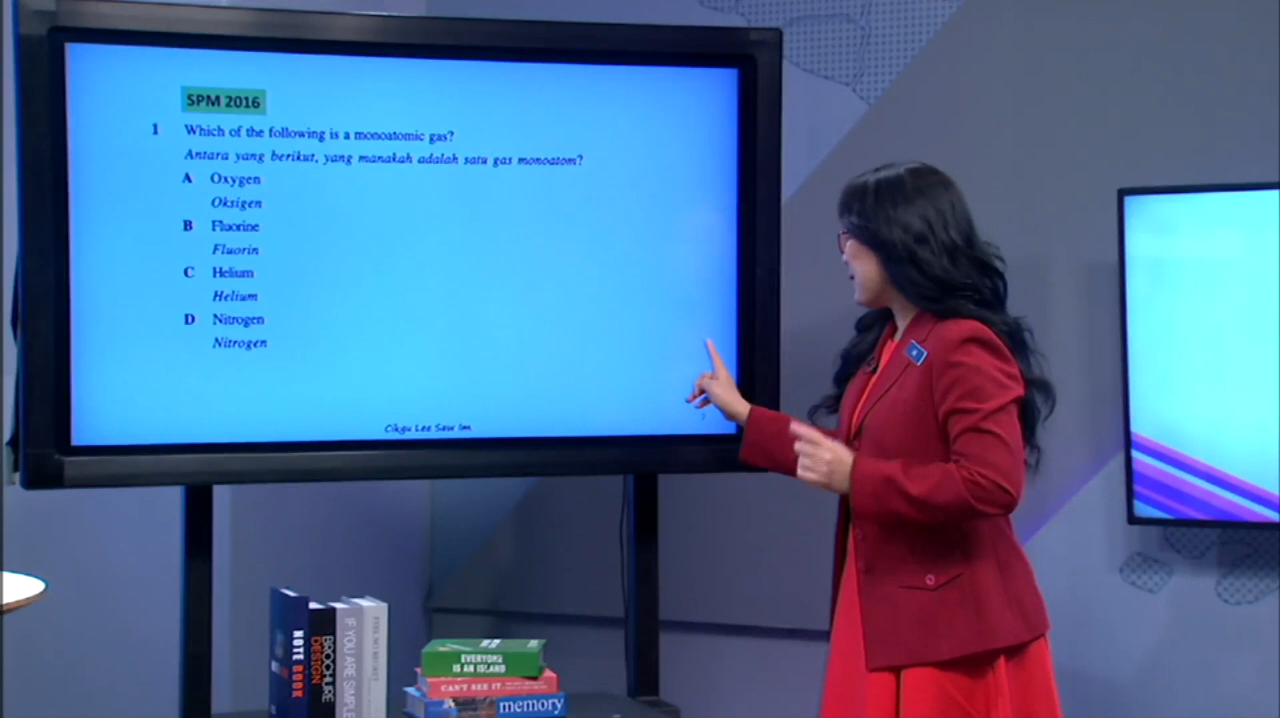 SPM 2016
1 Which of the following is a monoatomic gas?
Antara yang berikut, yang manakah adalah satu gas monoatom?
A Oxygen
Oksigen
B Fluorine
Fluorin
C Helium
Helium
D Nitrogen
Nitrogen
Cikgu Lee Saw Im
7
NOTE BOOK
BROCHURE DESIGN
IF YOU ARE SIMPLE
EVERYONE
IS AN ISLAND
CAN'T SEE IT
memory